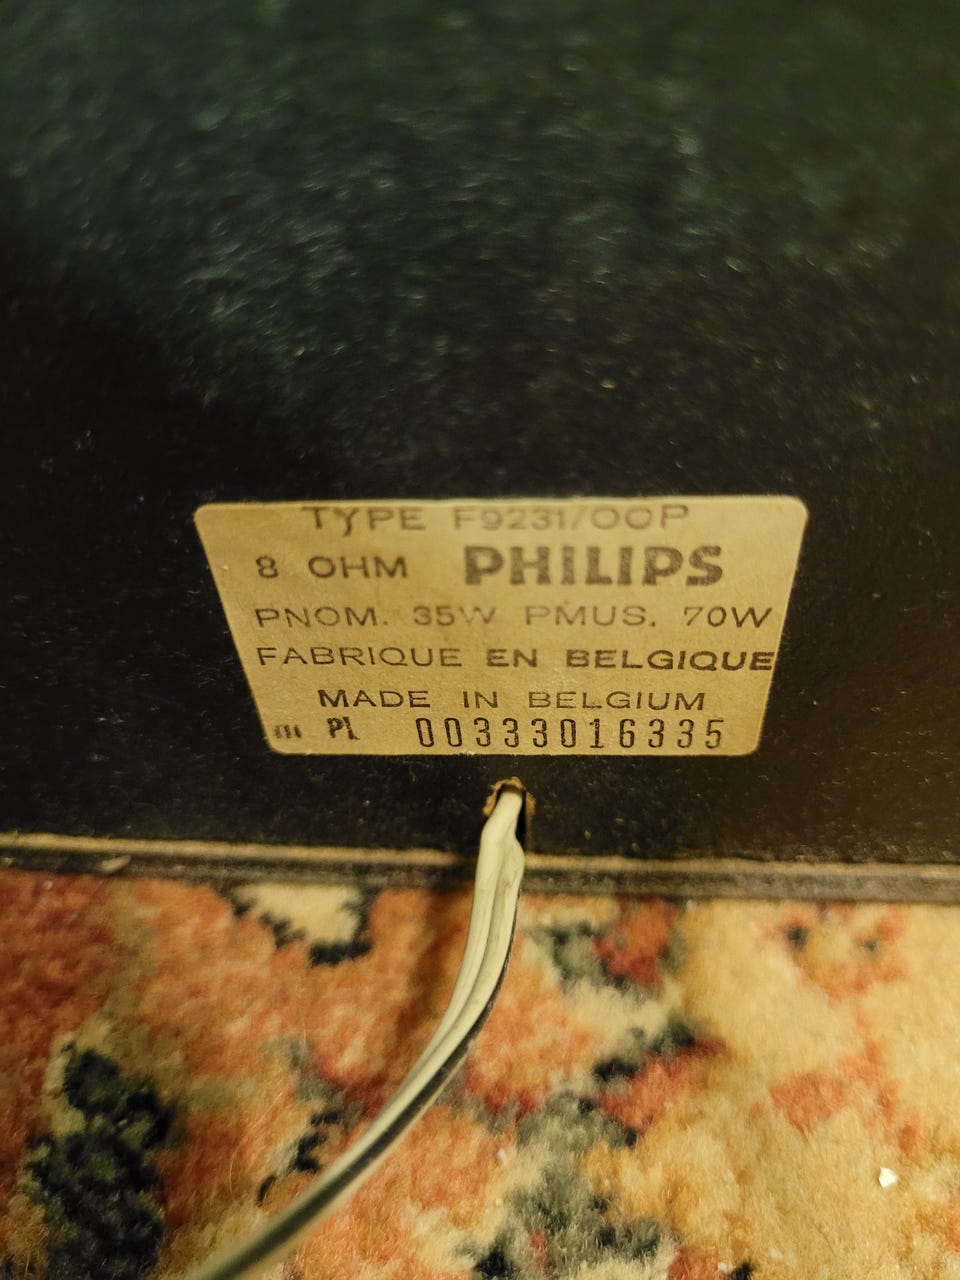 TYPE F9231/00P
8 OHM PHILIPS
PNOM. 35W PMUS. 70W
FABRIQUE EN BELGIQUE
MADE IN BELGIUM
PL 00333016335